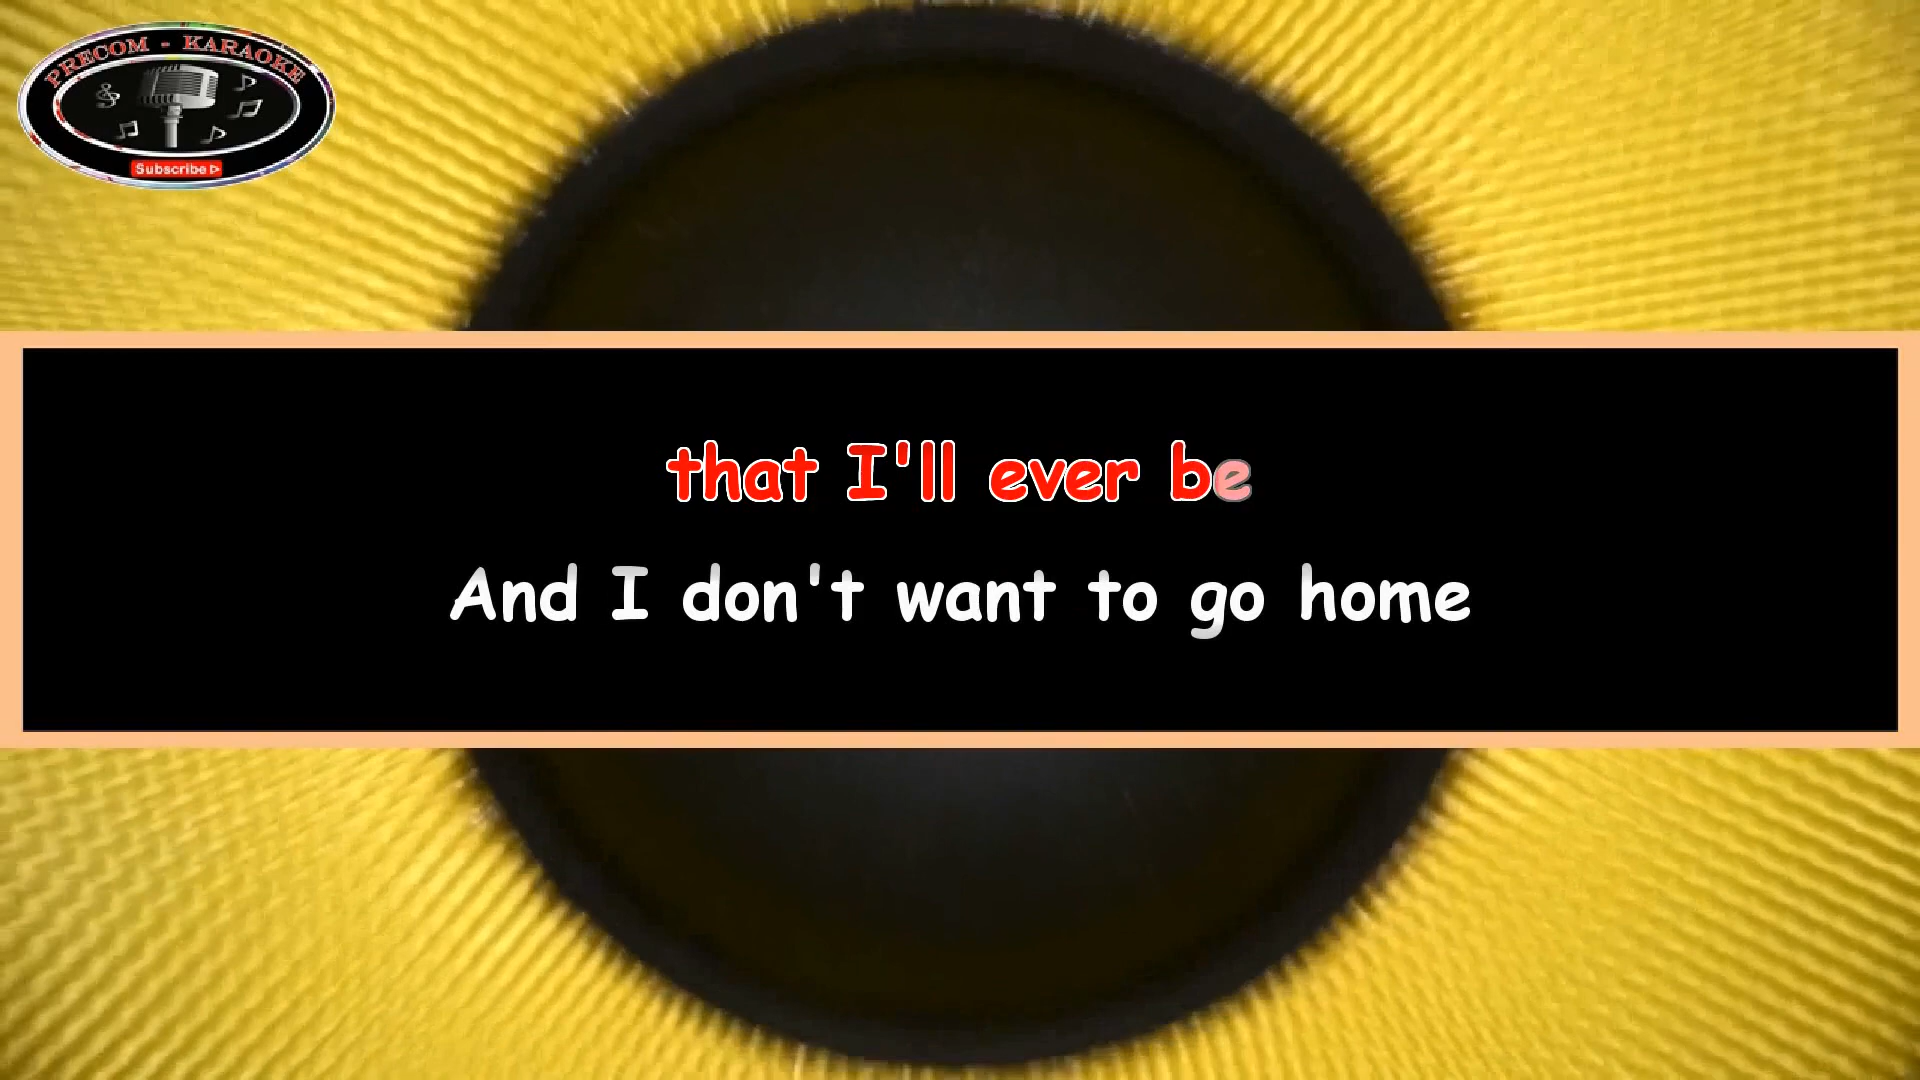 PRECOM - KARAOKE
Subscribe
that I'll ever be
And I don't want to go home